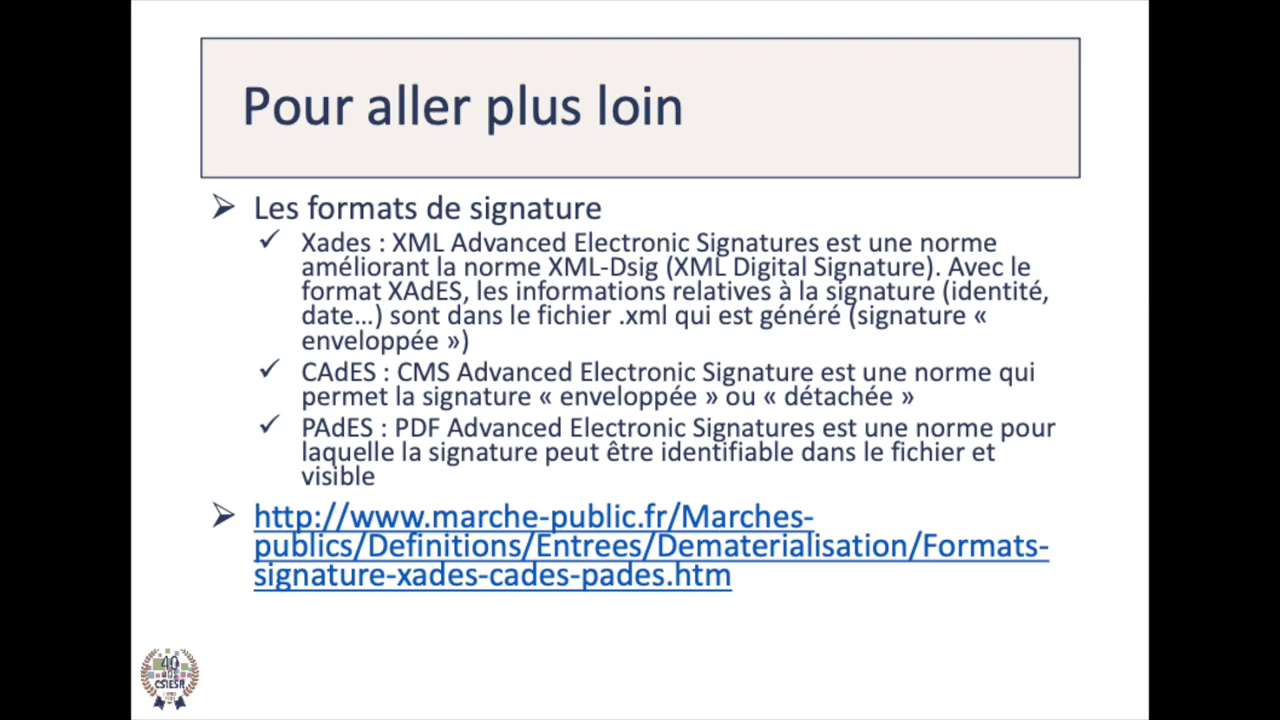 Pour aller plus loin
Les formats de signature
Xades : XML Advanced Electronic Signatures est une norme
améliorant la norme XML-Dsig (XML Digital Signature). Avec le
format XAdES, les informations relatives à la signature (identité,
date…) sont dans le fichier .xml qui est généré (signature «
enveloppée »)
CAdES : CMS Advanced Electronic Signature est une norme qui
permet la signature « enveloppée » ou « détachée »
PAdES : PDF Advanced Electronic Signatures est une norme pour
laquelle la signature peut être identifiable dans le fichier et
visible
http://www.marche-public.fr/Marches-
publics/Definitions/Entrees/Dematerialisation/Formats-
signature-xades-cades-pades.htm
40
ans
CSIESR